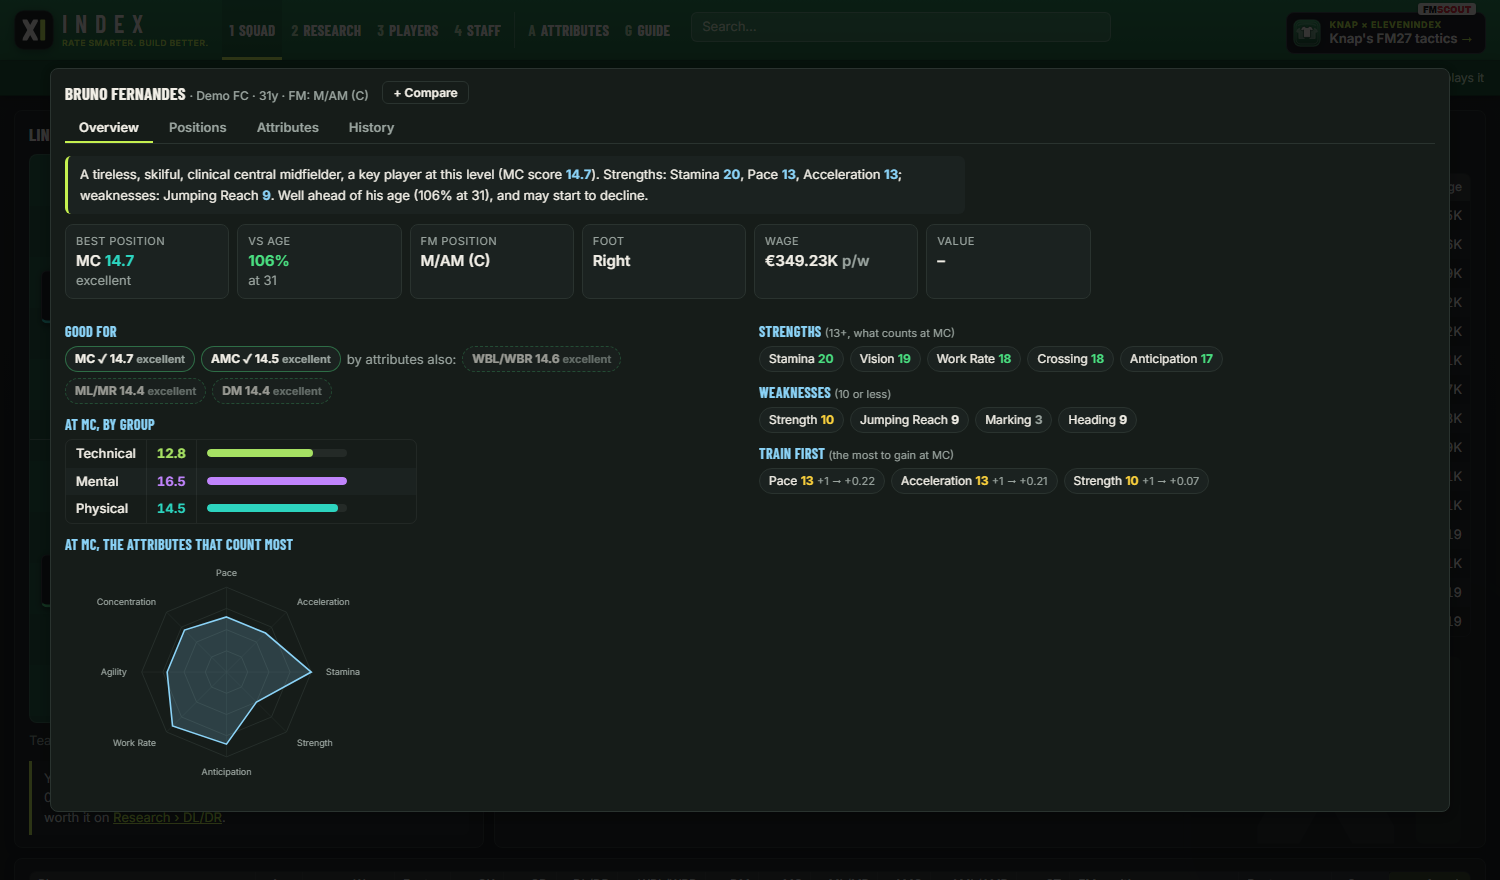 XI INDEX
RATE SMARTER. BUILD BETTER.
1 SQUAD 2 RESEARCH 3 PLAYERS 4 STAFF A ATTRIBUTES G GUIDE
Search...
FMSCOUT
KNAP × ELEVENINDEX
Knap's FM27 tactics →
BRUNO FERNANDES · Demo FC · 31y · FM: M/AM (C) + Compare
Overview Positions Attributes History
A tireless, skilful, clinical central midfielder, a key player at this level (MC score 14.7). Strengths: Stamina 20, Pace 13, Acceleration 13;
weaknesses: Jumping Reach 9. Well ahead of his age (106% at 31), and may start to decline.
BEST POSITION
MC 14.7
excellent
VS AGE
106%
at 31
FM POSITION
M/AM (C)
FOOT
Right
WAGE
€349.23K p/w
VALUE
–
GOOD FOR
MC ✓ 14.7 excellent AMC ✓ 14.5 excellent by attributes also: WBL/WBR 14.6 excellent
ML/MR 14.4 excellent DM 14.4 excellent
AT MC, BY GROUP
Technical 12.8
Mental 16.5
Physical 14.5
AT MC, THE ATTRIBUTES THAT COUNT MOST
Pace
Acceleration
Stamina
Strength
Anticipation
Work Rate
Agility
Concentration
STRENGTHS (13+, what counts at MC)
Stamina 20 Vision 19 Work Rate 18 Crossing 18 Anticipation 17
WEAKNESSES (10 or less)
Strength 10 Jumping Reach 9 Marking 3 Heading 9
TRAIN FIRST (the most to gain at MC)
Pace 13 +1 → +0.22 Acceleration 13 +1 → +0.21 Strength 10 +1 → +0.07
worth it on Research › DL/DR.